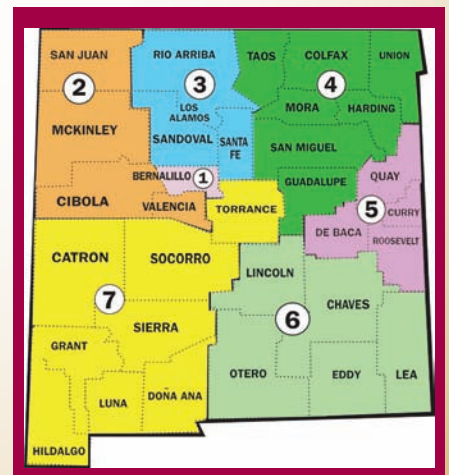 SAN JUAN
RIO ARRIBA
TAOS
COLFAX
UNION
2
3
4
LOS
ALAMOS
MORA
HARDING
MCKINLEY
SANDOVAL
SANTA
FE
SAN MIGUEL
BERNALILLO
1
QUAY
GUADALUPE
CIBOLA
VALENCIA
TORRANCE
5
CURRY
DE BACA
ROOSEVELT
CATRON
SOCORRO
LINCOLN
CHAVES
7
6
SIERRA
GRANT
OTERO
EDDY
LEA
LUNA
DOÑA ANA
HIDALGO